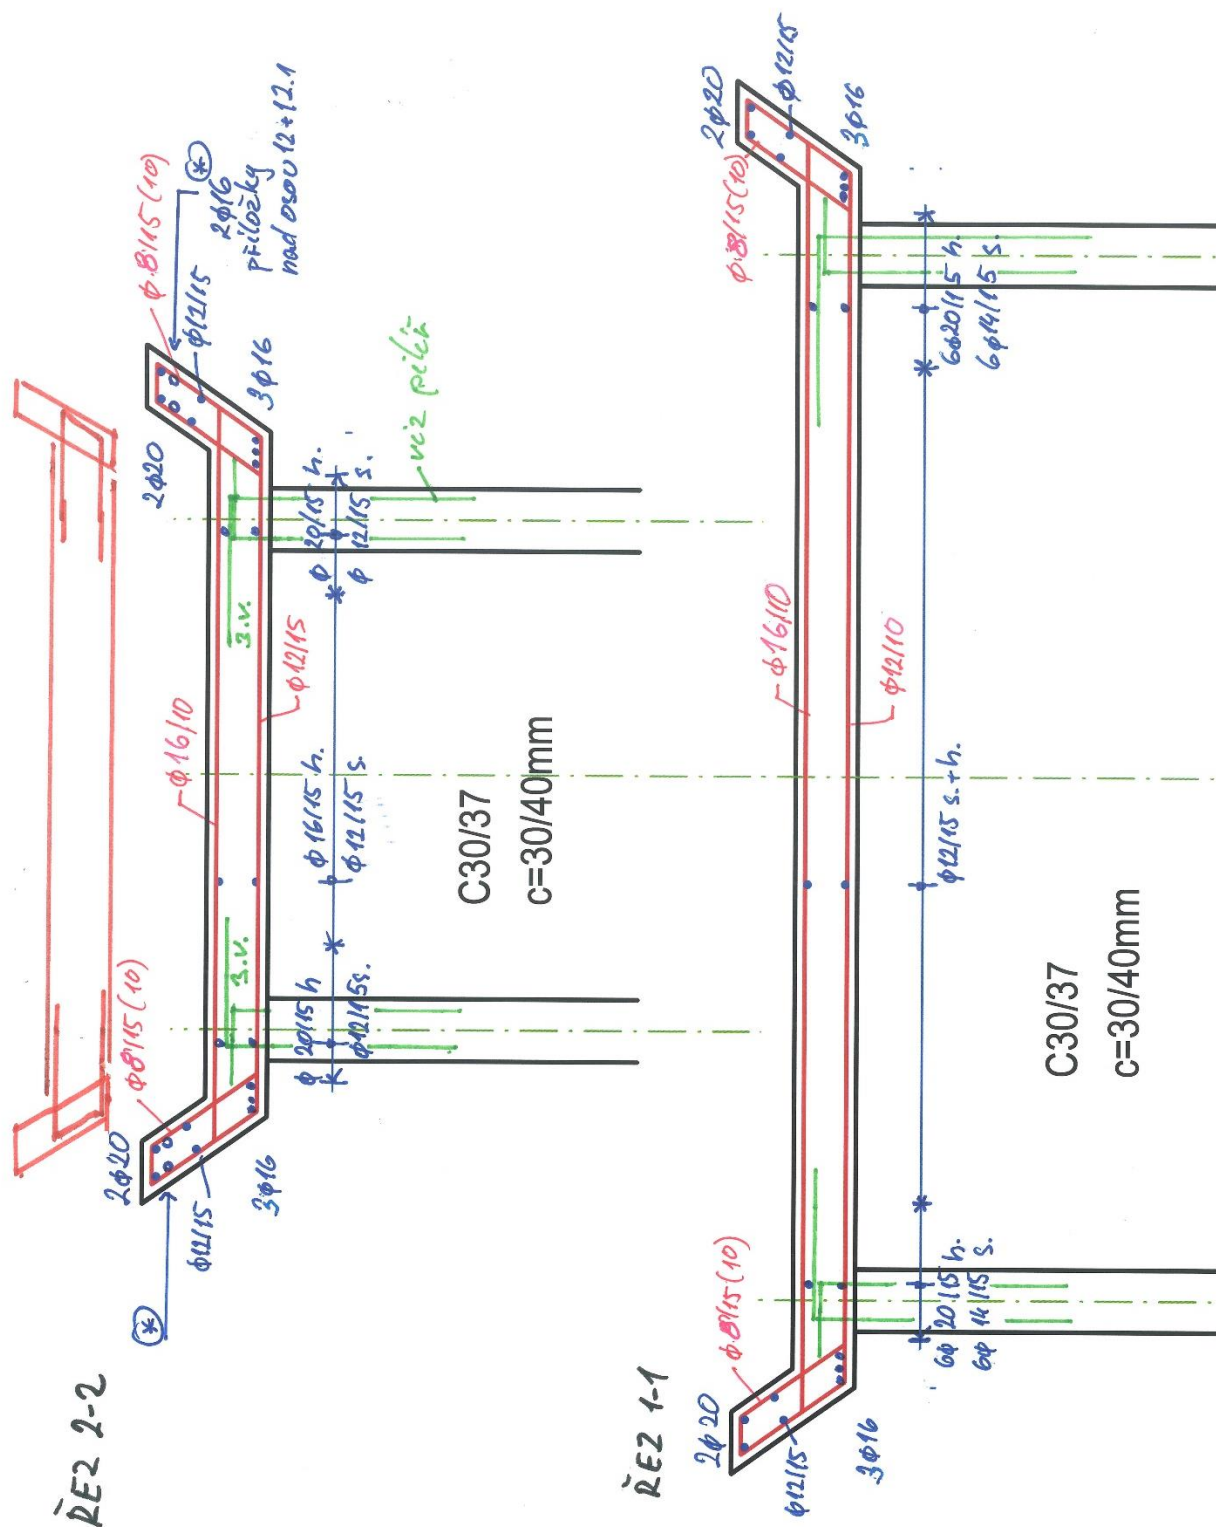 ŘEZ 2-2
2φ20
φ8/15 (10)
φ12/15
3φ16
*
3.v.
φ 20/15 h
φ12/15s.
φ16/10
φ12/15
φ16/15 h.
φ12/15 s.
3.v.
φ 20/15 h.
φ 12/15 s.
2φ20
φ8/15 (10)
φ12/15
3φ16
*
2φ16
příložky
nad osou 12+12.1
viz pilíř
C30/37
c=30/40mm
ŘEZ 1-1
2φ20
φ8/15 (10)
φ12/15
3φ16
6φ 20/15 h.
6φ 14/15 s.
φ16/10
φ12/10
φ12/15 s.+h.
6φ20/15 h.
6φ14/15 s.
2φ20
φ8/15 (10)
φ12/15
3φ16
C30/37
c=30/40mm